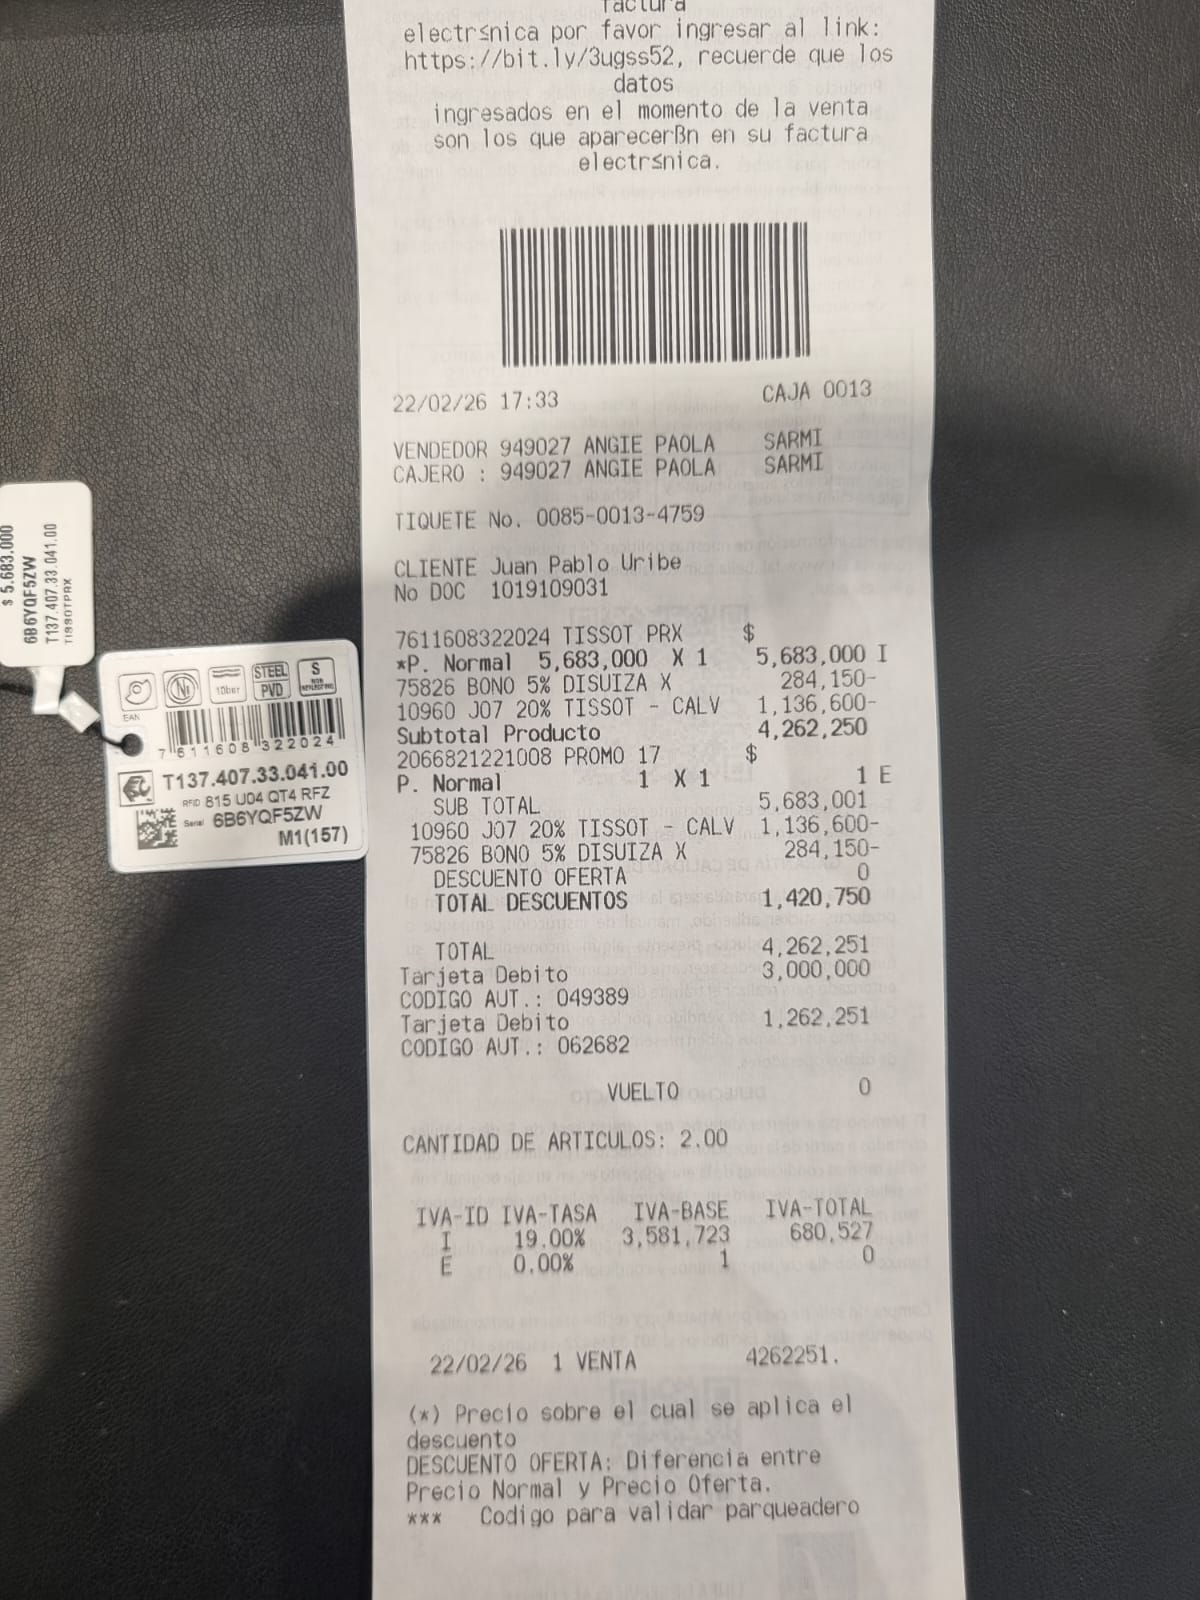 factura
electr≤nica por favor ingresar al link:
https://bit.ly/3ugss52, recuerde que los
datos
ingresados en el momento de la venta
son los que aparecerßn en su factura
electr≤nica.
22/02/26 17:33 CAJA 0013
VENDEDOR 949027 ANGIE PAOLA SARMI
CAJERO : 949027 ANGIE PAOLA SARMI
TIQUETE No. 0085-0013-4759
CLIENTE Juan Pablo Uribe
No DOC 1019109031
7611608322024 TISSOT PRX $
*P. Normal 5,683,000 X 1 5,683,000 I
75826 BONO 5% DISUIZA X 284,150-
10960 J07 20% TISSOT - CALV 1,136,600-
Subtotal Producto 4,262,250
2066821221008 PROMO 17 $
P. Normal 1 X 1 1 E
SUB TOTAL 5,683,001
10960 J07 20% TISSOT - CALV 1,136,600-
75826 BONO 5% DISUIZA X 284,150-
DESCUENTO OFERTA 0
TOTAL DESCUENTOS 1,420,750
TOTAL 4,262,251
Tarjeta Debito 3,000,000
CODIGO AUT.: 049389
Tarjeta Debito 1,262,251
CODIGO AUT.: 062682
VUELTO 0
CANTIDAD DE ARTICULOS: 2.00
IVA-ID IVA-TASA IVA-BASE IVA-TOTAL
I 19.00% 3,581,723 680,527
E 0.00% 1 0
22/02/26 1 VENTA 4262251.
(*) Precio sobre el cual se aplica el
descuento
DESCUENTO OFERTA: Diferencia entre
Precio Normal y Precio Oferta.
*** Codigo para validar parqueadero
$ 5.683.000
6B6YQF5ZW
T137.407.33.041.00
TISSOTPRX
10bar
STEEL
PVD
S
NON
REFLECTING
EAN
7 611608 322024
T137.407.33.041.00
RFID 815 U04 QT4 RFZ
Serial 6B6YQF5ZW
M1(157)